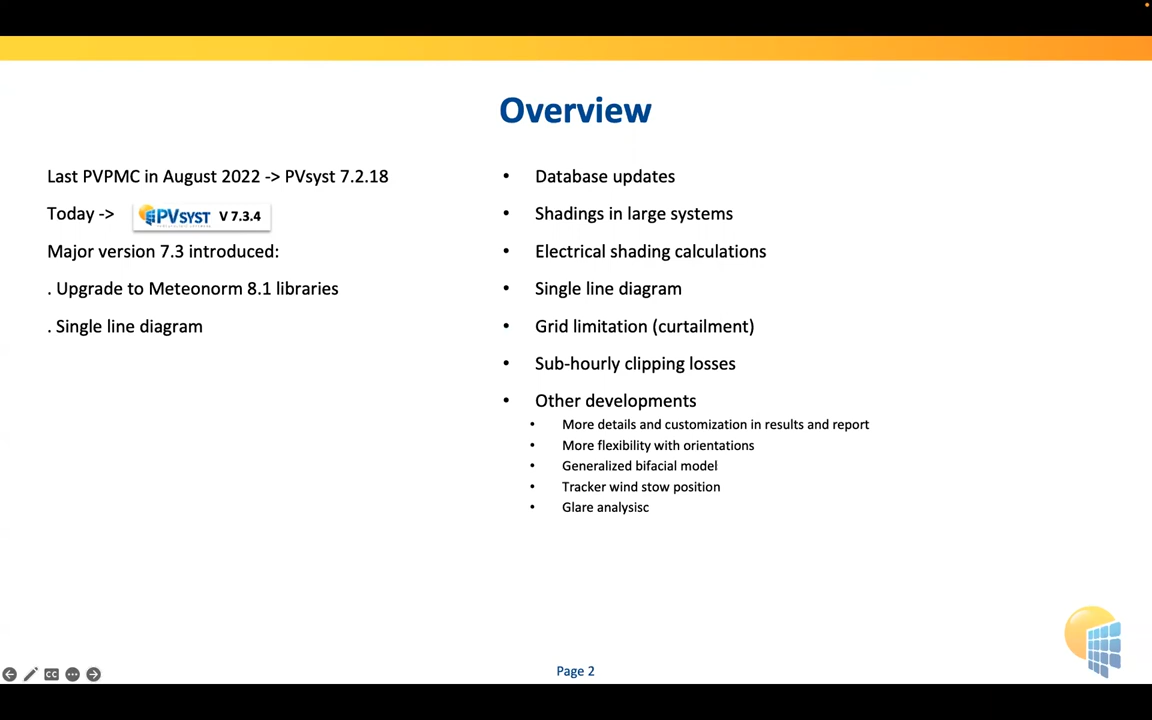 Overview
Last PVPMC in August 2022 -> PVsyst 7.2.18
Today -> PVSYST V 7.3.4
Major version 7.3 introduced:
. Upgrade to Meteonorm 8.1 libraries
. Single line diagram
• Database updates
• Shadings in large systems
• Electrical shading calculations
• Single line diagram
• Grid limitation (curtailment)
• Sub-hourly clipping losses
• Other developments
• More details and customization in results and report
• More flexibility with orientations
• Generalized bifacial model
• Tracker wind stow position
• Glare analysisc
Page 2
CC